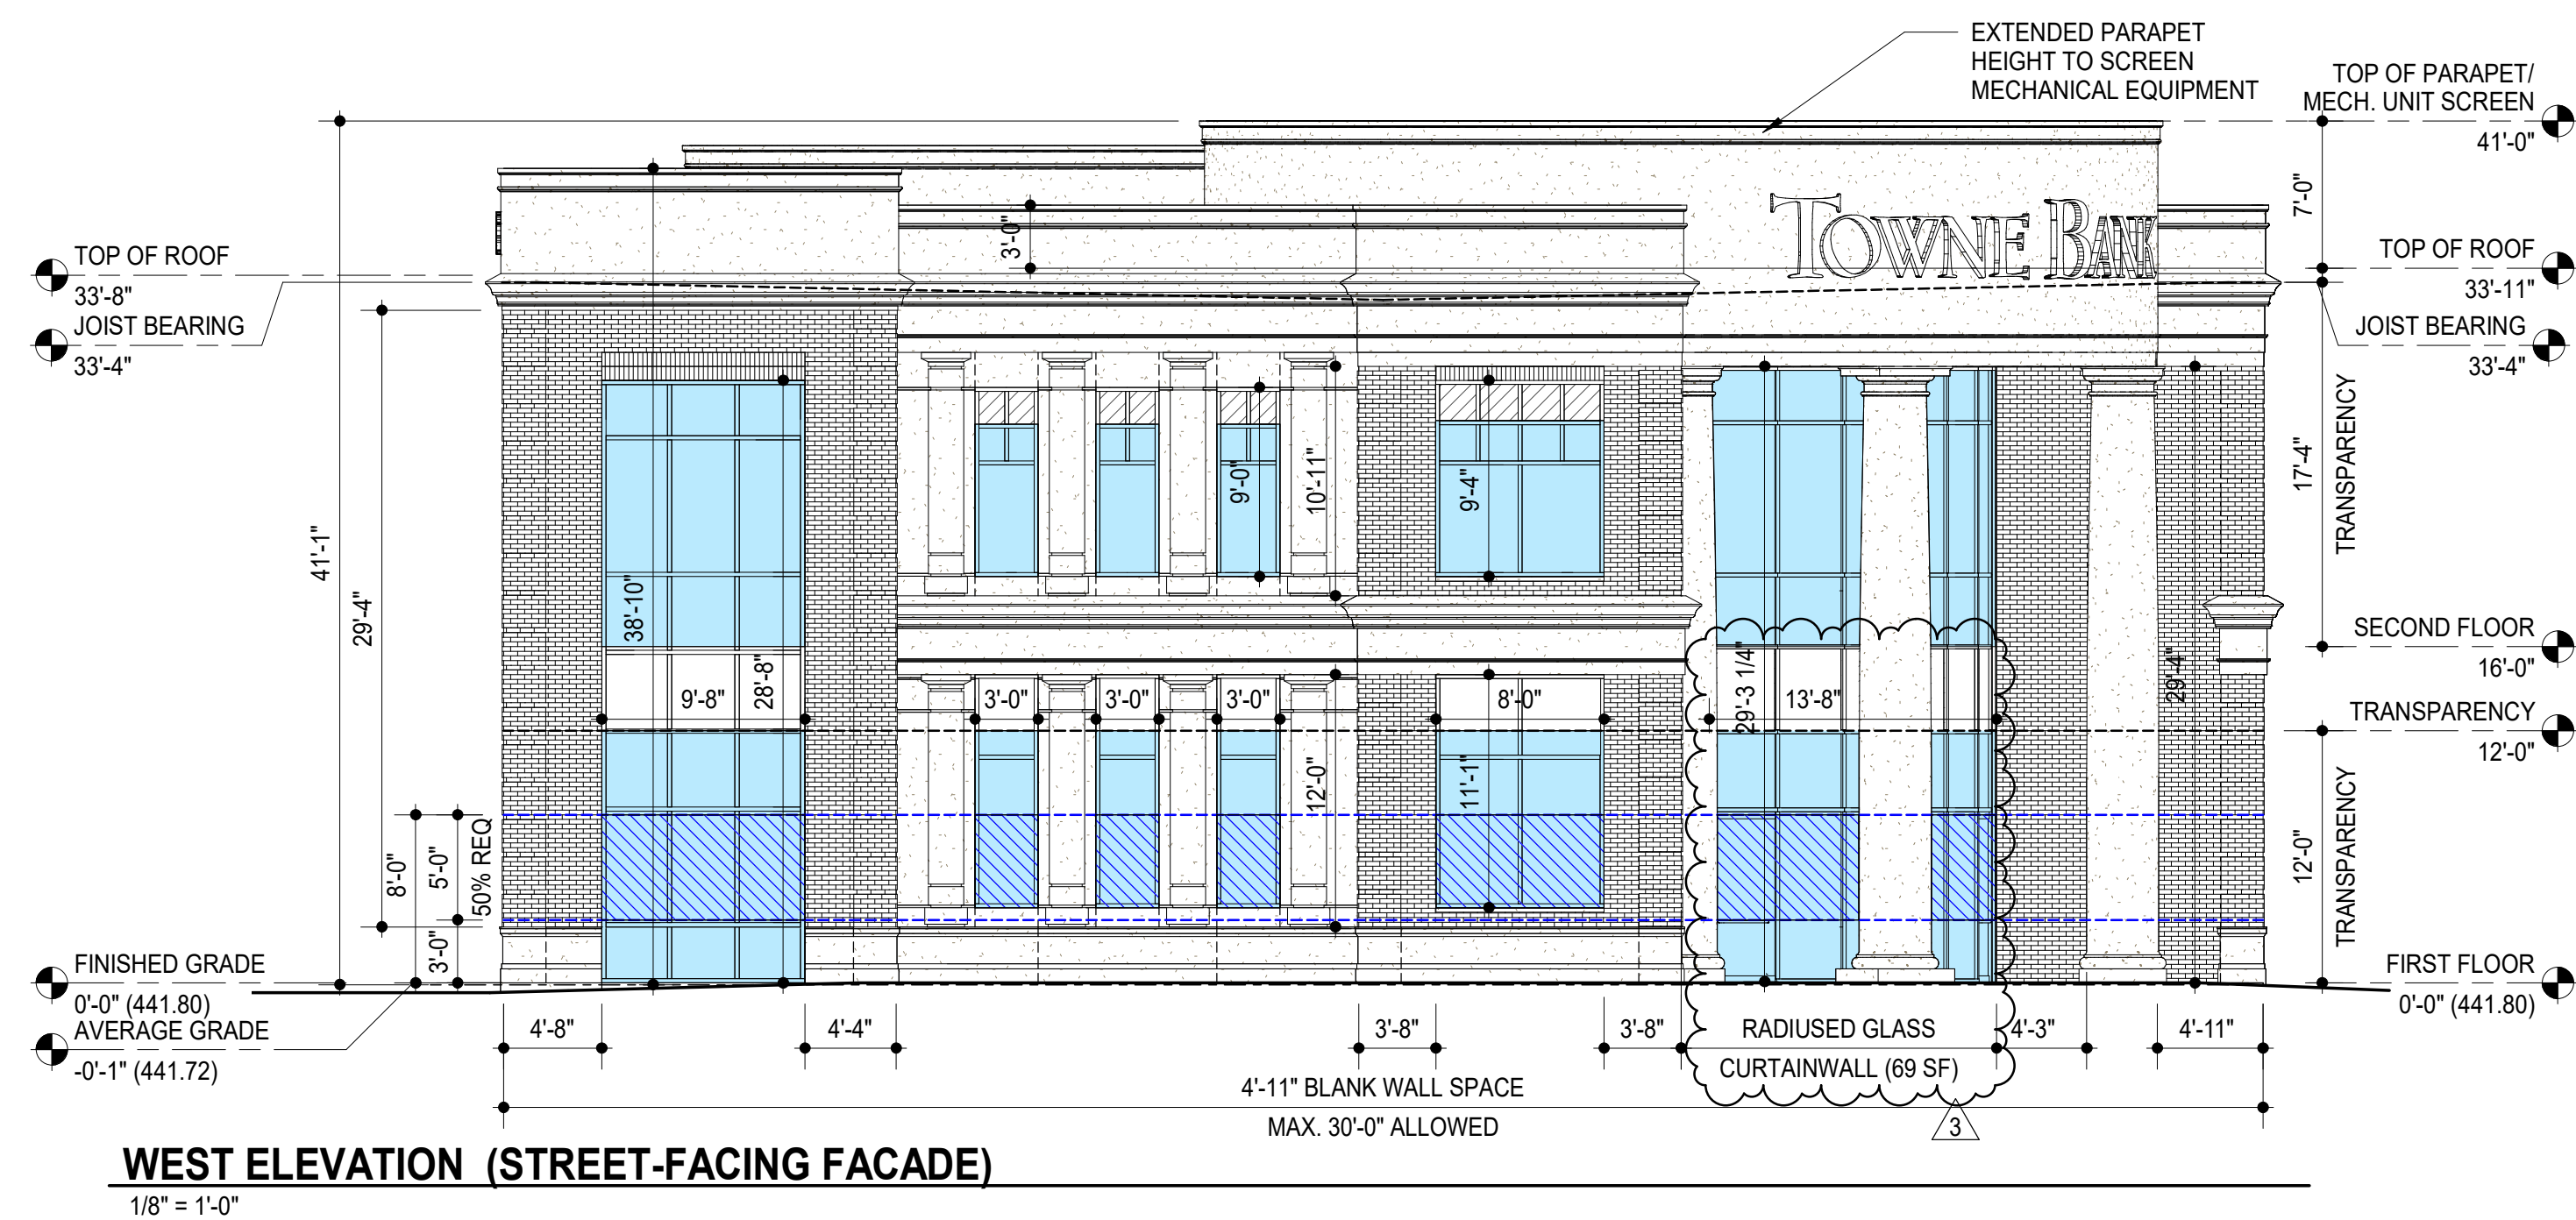 EXTENDED PARAPET
HEIGHT TO SCREEN
MECHANICAL EQUIPMENT
TOP OF PARAPET/
MECH. UNIT SCREEN
41'-0"
7'-0"
TOWNE BANK
3'-0"
TOP OF ROOF
33'-8"
JOIST BEARING
33'-4"
TOP OF ROOF
33'-11"
JOIST BEARING
33'-4"
41'-1"
29'-4"
38'-10"
28'-8"
9'-8"
9'-0"
10'-11"
9'-4"
17'-4"
TRANSPARENCY
3'-0"
3'-0"
3'-0"
8'-0"
29'-3 1/4"
13'-8"
29'-4"
SECOND FLOOR
16'-0"
TRANSPARENCY
12'-0"
12'-0"
11'-1"
12'-0"
TRANSPARENCY
8'-0"
5'-0"
50% REQ
3'-0"
FINISHED GRADE
0'-0" (441.80)
AVERAGE GRADE
-0'-1" (441.72)
FIRST FLOOR
0'-0" (441.80)
4'-8"
4'-4"
3'-8"
3'-8"
RADIUSED GLASS
CURTAINWALL (69 SF)
4'-3"
4'-11"
4'-11" BLANK WALL SPACE
MAX. 30'-0" ALLOWED
3
WEST ELEVATION (STREET-FACING FACADE)
1/8" = 1'-0"